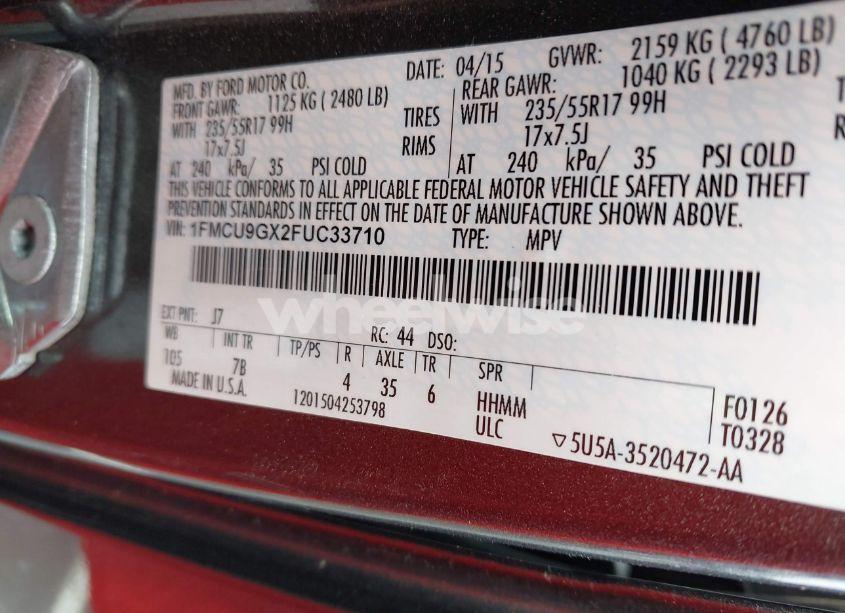 MFD. BY FORD MOTOR CO.
DATE: 04/15 GVWR: 2159 KG ( 4760 LB)
FRONT GAWR: 1125 KG ( 2480 LB) REAR GAWR: 1040 KG ( 2293 LB)
WITH 235/55R17 99H TIRES WITH 235/55R17 99H
17x7.5J RIMS 17x7.5J
AT 240 kPa/ 35 PSI COLD AT 240 kPa/ 35 PSI COLD
THIS VEHICLE CONFORMS TO ALL APPLICABLE FEDERAL MOTOR VEHICLE SAFETY AND THEFT
PREVENTION STANDARDS IN EFFECT ON THE DATE OF MANUFACTURE SHOWN ABOVE.
VIN: 1FMCU9GX2FUC33710 TYPE: MPV
wheelwise
EXT PNT: J7 RC: 44 DSO:
WB INT TR TP/PS R AXLE TR SPR
105 7B 4 35 6 HHMM F0126
MADE IN U.S.A. 1201504253798 ULC T0328
5U5A-3520472-AA